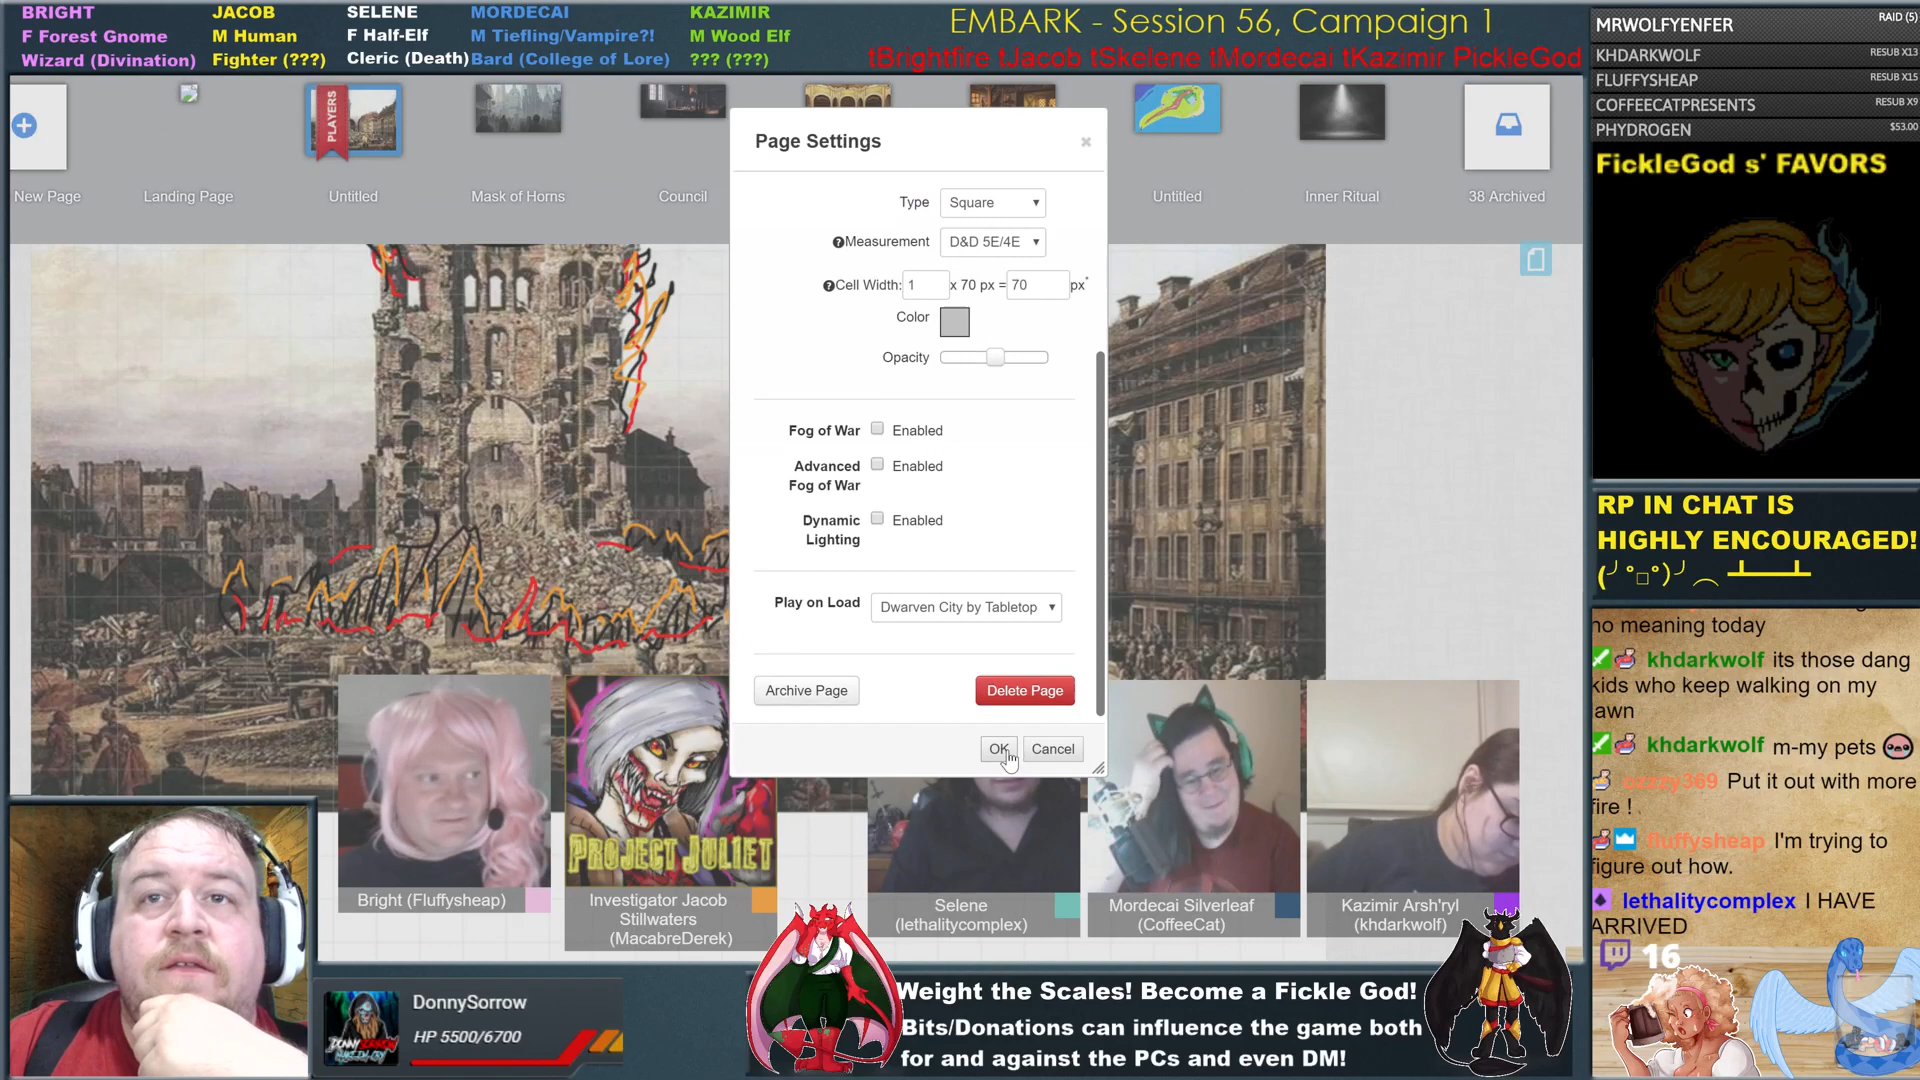 BRIGHT
F Forest Gnome
Wizard (Divination)
JACOB
M Human
Fighter (???)
SELENE
F Half-Elf
Cleric (Death)
MORDECAI
M Tiefling/Vampire?!
Bard (College of Lore)
KAZIMIR
M Wood Elf
??? (???)
EMBARK - Session 56, Campaign 1
tBrightfire tJacob tSkelene tMordecai tKazimir PickleGod
MRWOLFYENFER RAID (5)
KHDARKWOLF RESUB X13
FLUFFYSHEAP RESUB X15
COFFEECATPRESENTS RESUB X9
PHYDROGEN $53.00
FickleGod s' FAVORS
PLAYERS
New Page
Landing Page
Untitled
Mask of Horns
Council
Untitled
Inner Ritual
38 Archived
Page Settings
×
Type Square
Measurement D&D 5E/4E
Cell Width: 1 x 70 px = 70 px*
Color
Opacity
Fog of War Enabled
Advanced Fog of War Enabled
Dynamic Lighting Enabled
Play on Load Dwarven City by Tabletop
Archive Page
Delete Page
OK
Cancel
RP IN CHAT IS
HIGHLY ENCOURAGED!
(╯°□°)╯︵ ┻━┻
no meaning today
khdarkwolf its those dang
kids who keep walking on my
awn
khdarkwolf m-my pets
ozzzy369 Put it out with more
fire !
fluffysheap I'm trying to
figure out how.
lethalitycomplex I HAVE
ARRIVED
16
PROJECT JULIET
Bright (Fluffysheap)
Investigator Jacob
Stillwaters
(MacabreDerek)
Selene
(lethalitycomplex)
Mordecai Silverleaf
(CoffeeCat)
Kazimir Arsh'ryl
(khdarkwolf)
DonnySorrow
HP 5500/6700
Weight the Scales! Become a Fickle God!
Bits/Donations can influence the game both
for and against the PCs and even DM!